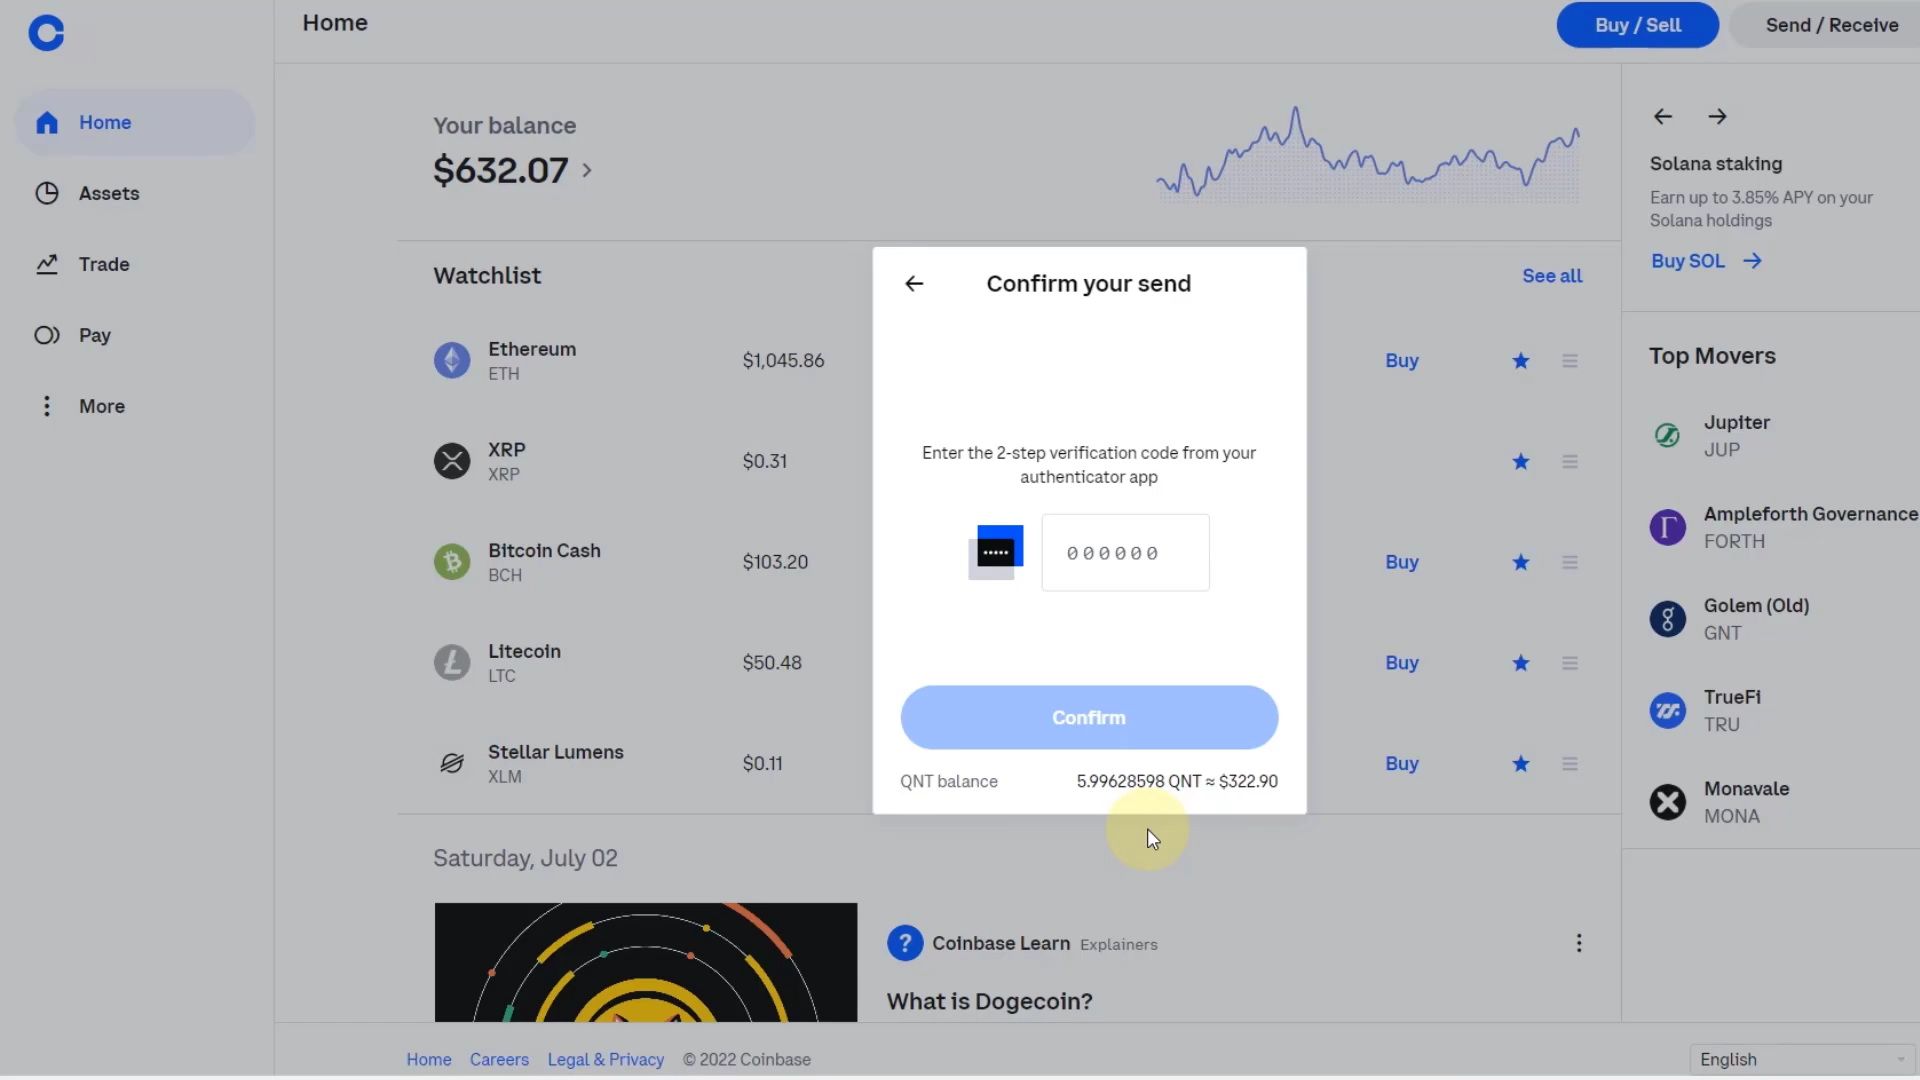 Home
Buy / Sell
Send / Receive
Home
Assets
Trade
Pay
More
Your balance
$632.07
Watchlist
See all
Ethereum
ETH
$1,045.86
Buy
XRP
XRP
$0.31
Bitcoin Cash
BCH
$103.20
Buy
Litecoin
LTC
$50.48
Buy
Stellar Lumens
XLM
$0.11
Buy
Confirm your send
Enter the 2-step verification code from your
authenticator app
000000
Confirm
QNT balance
5.99628598 QNT ≈ $322.90
Solana staking
Earn up to 3.85% APY on your
Solana holdings
Buy SOL
Top Movers
Jupiter
JUP
Ampleforth Governance
FORTH
Golem (Old)
GNT
TrueFi
TRU
Monavale
MONA
Saturday, July 02
Coinbase Learn Explainers
What is Dogecoin?
Home Careers Legal & Privacy © 2022 Coinbase
English